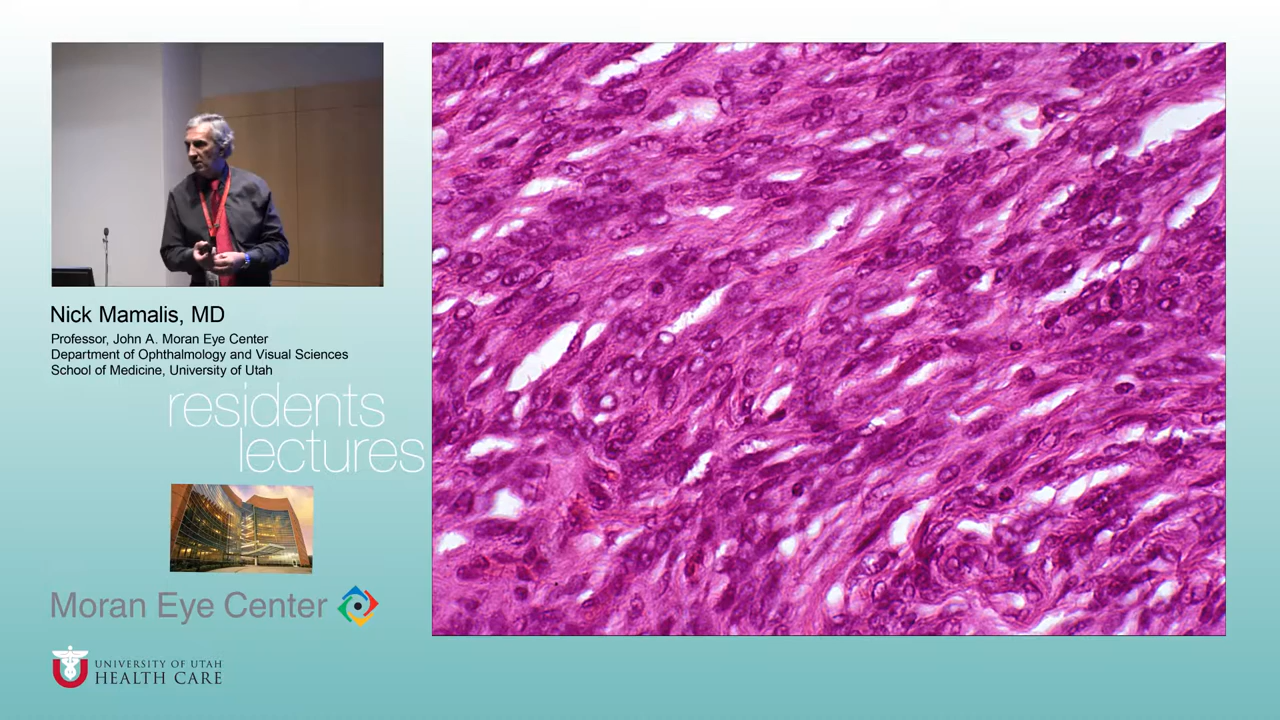 Nick Mamalis, MD
Professor, John A. Moran Eye Center
Department of Ophthalmology and Visual Sciences
School of Medicine, University of Utah
residents
lectures
Moran Eye Center
U
UNIVERSITY OF UTAH
HEALTH CARE